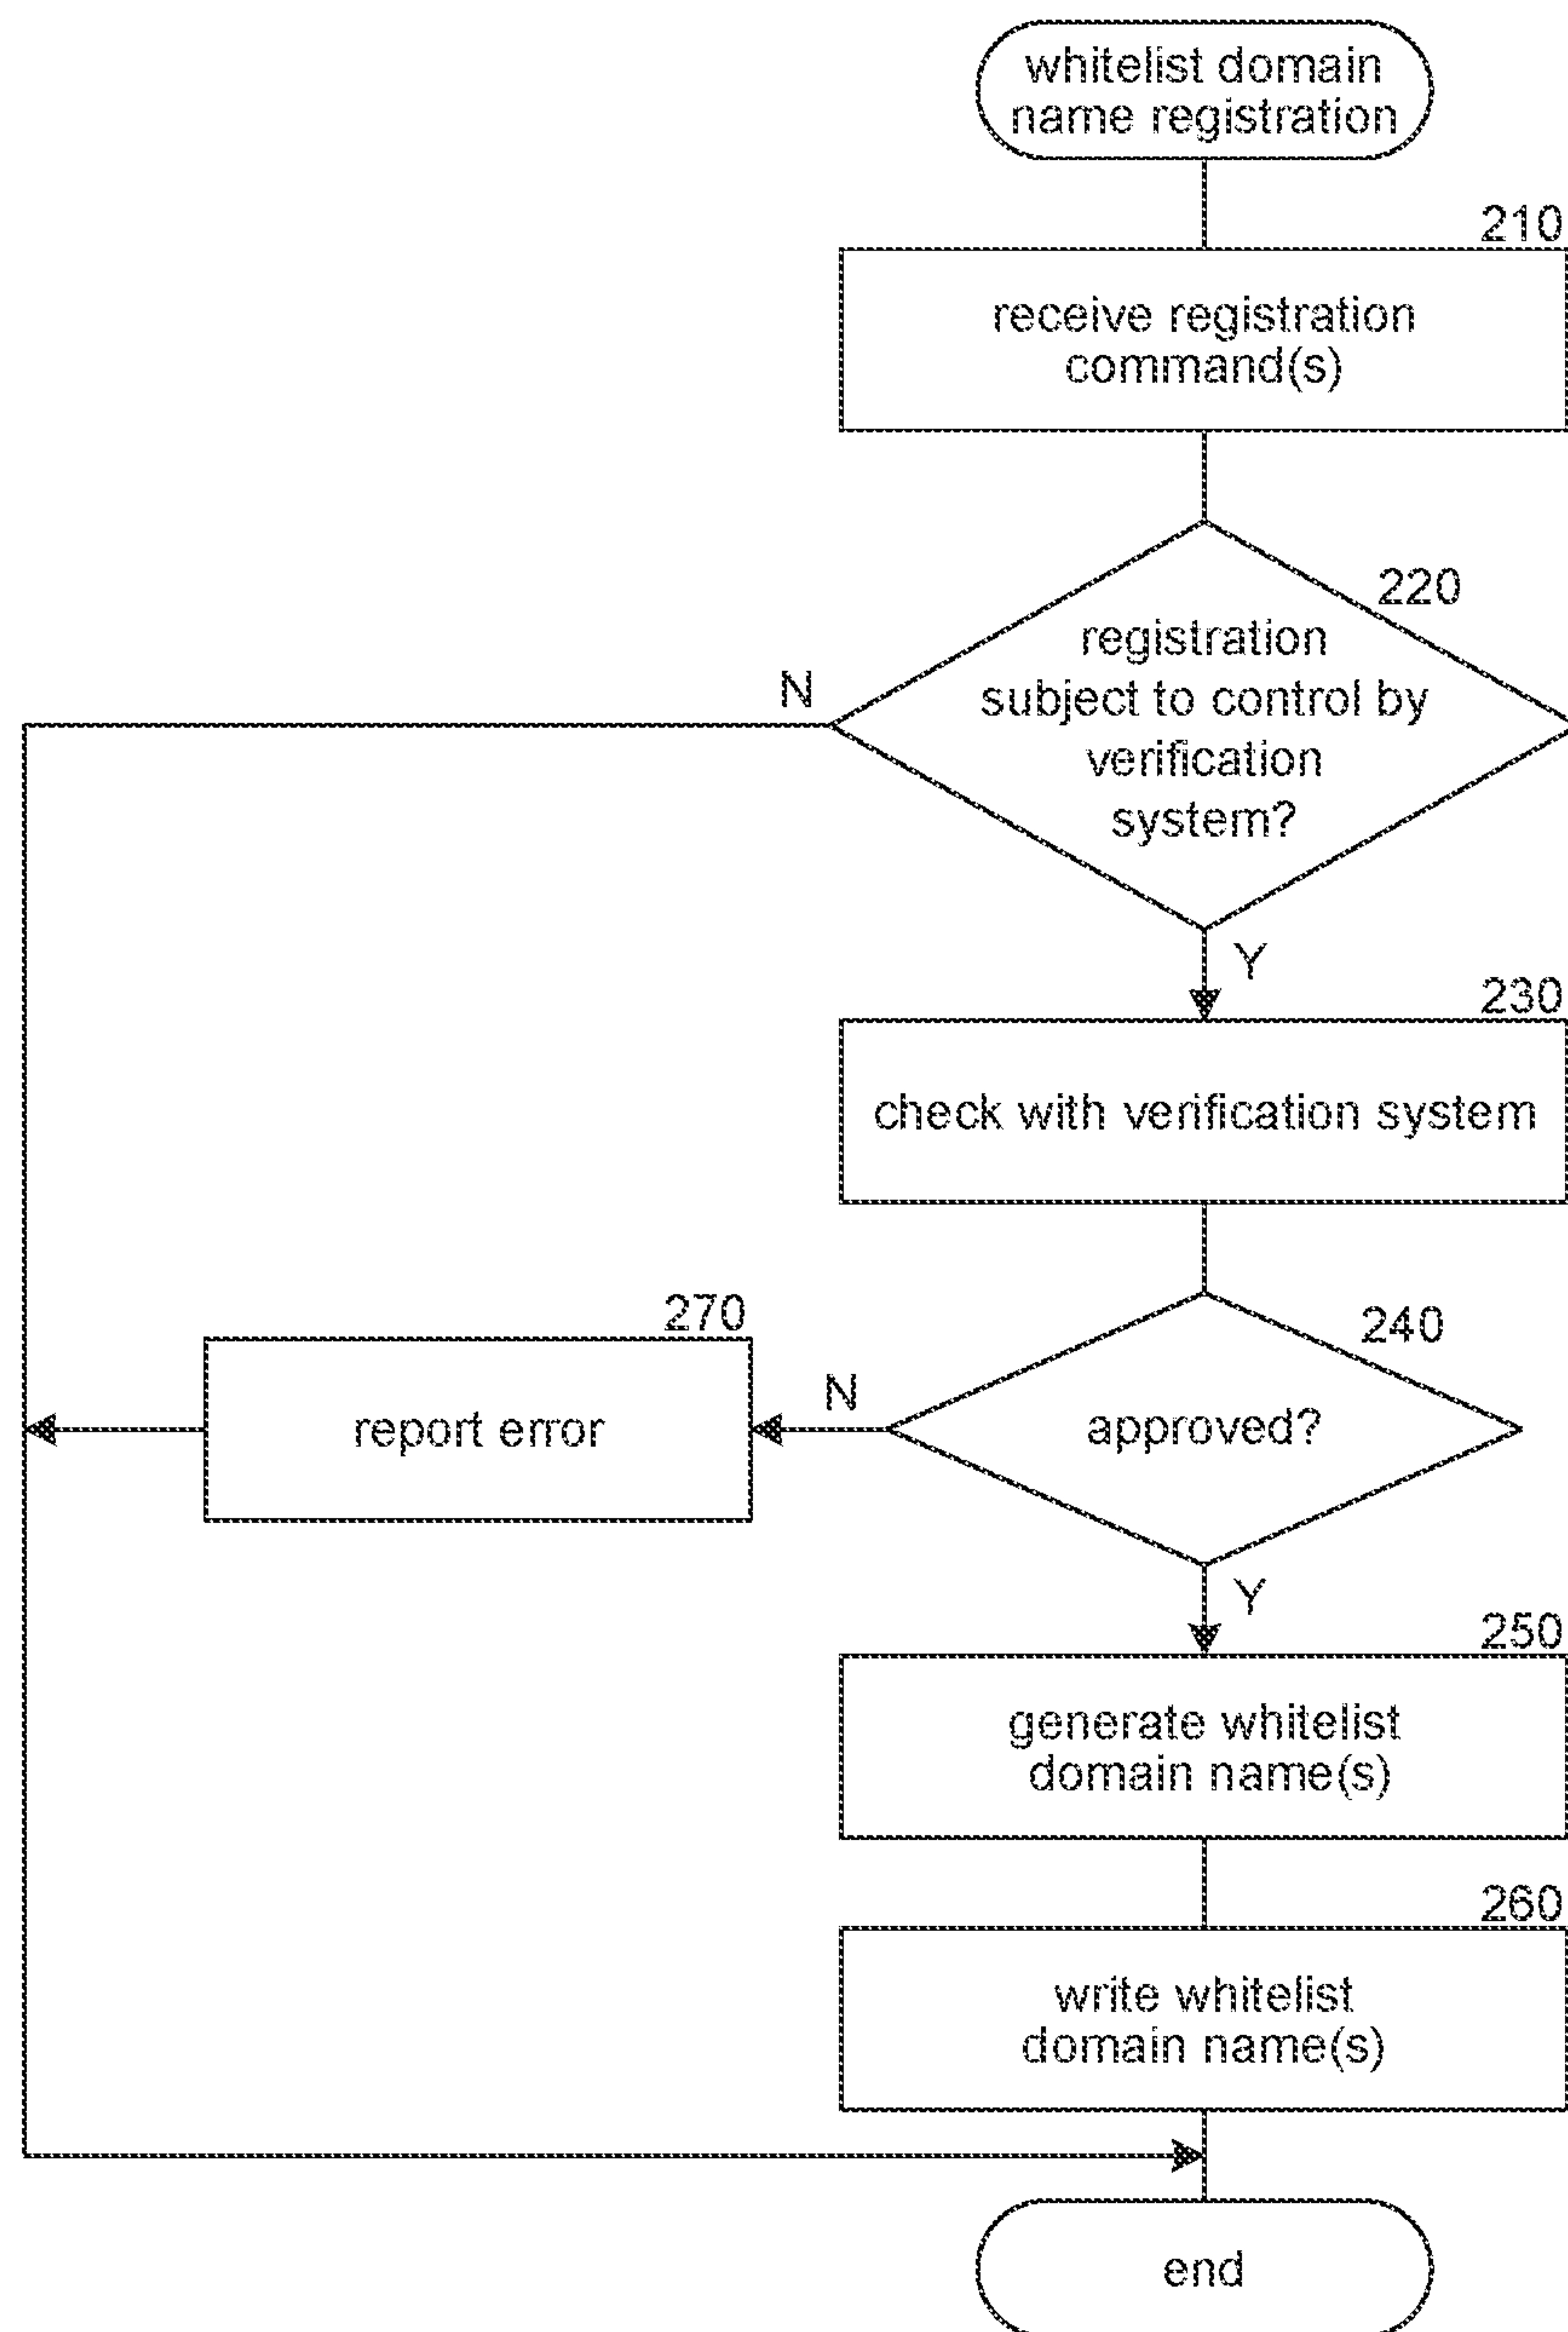 whitelist domain
name registration
210
receive registration
command(s)
220
registration
subject to control by
verification
system?
N
Y
230
check with verification system
240
approved?
N
270
report error
Y
250
generate whitelist
domain name(s)
260
write whitelist
domain name(s)
end